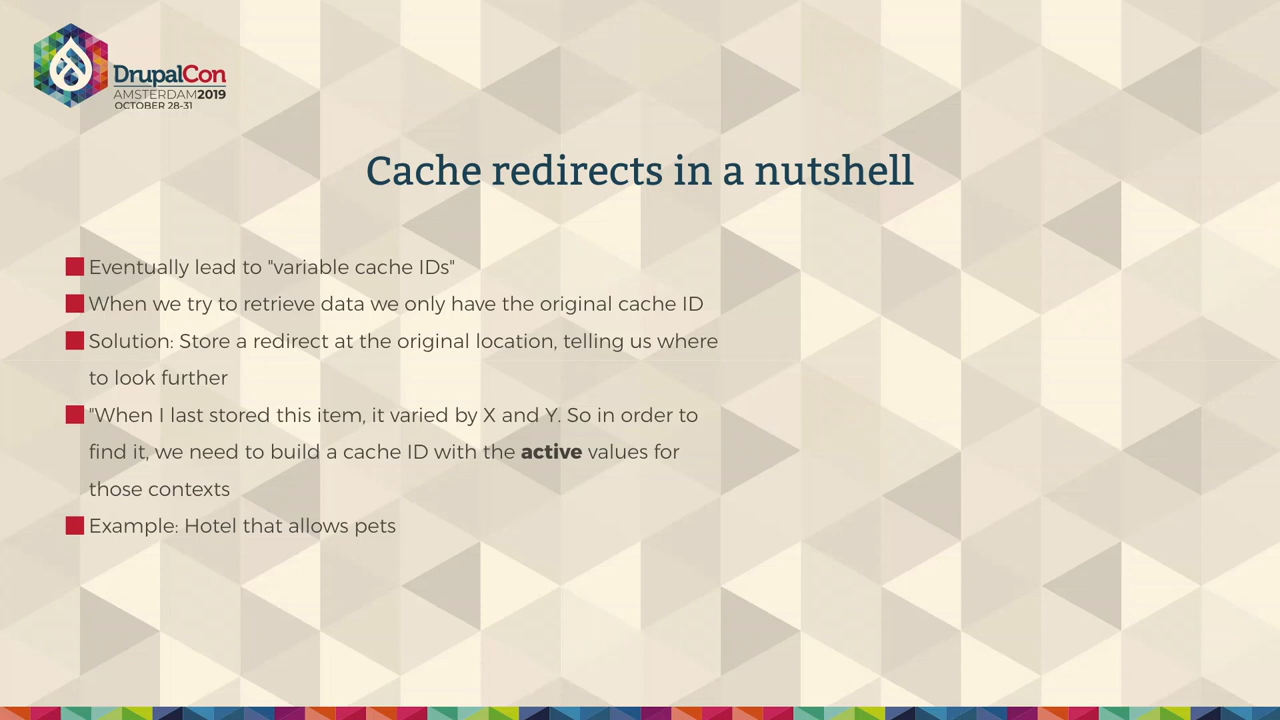 DrupalCon
AMSTERDAM2019
OCTOBER 28-31
Cache redirects in a nutshell
Eventually lead to "variable cache IDs"
When we try to retrieve data we only have the original cache ID
Solution: Store a redirect at the original location, telling us where
to look further
"When I last stored this item, it varied by X and Y. So in order to
find it, we need to build a cache ID with the active values for
those contexts
Example: Hotel that allows pets